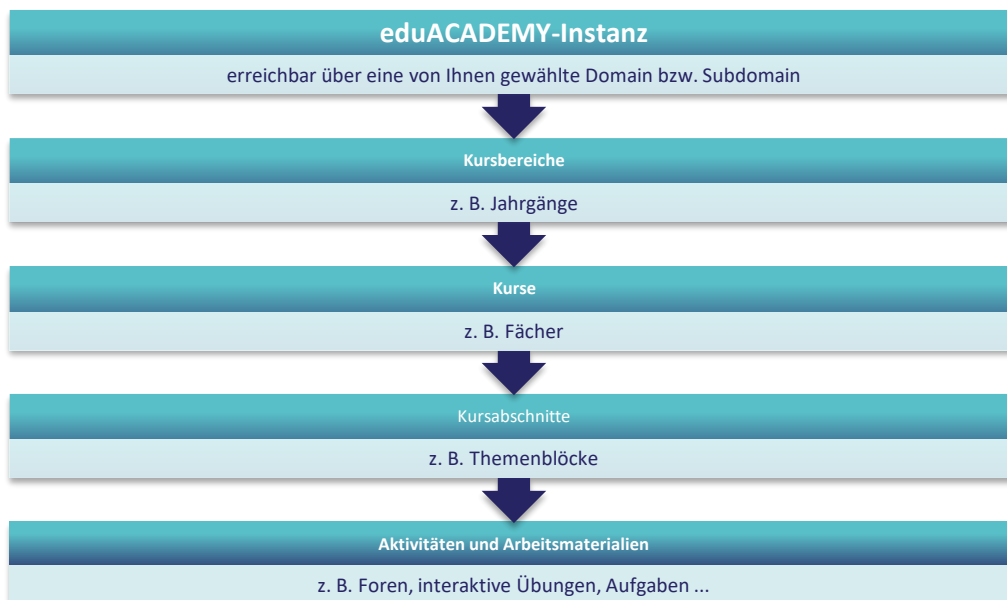 eduACADEMY-Instanz
erreichbar über eine von Ihnen gewählte Domain bzw. Subdomain
Kursbereiche
z. B. Jahrgänge
Kurse
z. B. Fächer
Kursabschnitte
z. B. Themenblöcke
Aktivitäten und Arbeitsmaterialien
z. B. Foren, interaktive Übungen, Aufgaben ...